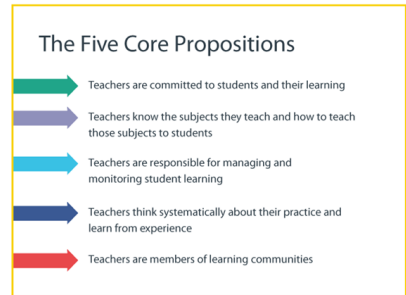 The Five Core Propositions
Teachers are committed to students and their learning
Teachers know the subjects they teach and how to teach
those subjects to students
Teachers are responsible for managing and
monitoring student learning
Teachers think systematically about their practice and
learn from experience
Teachers are members of learning communities